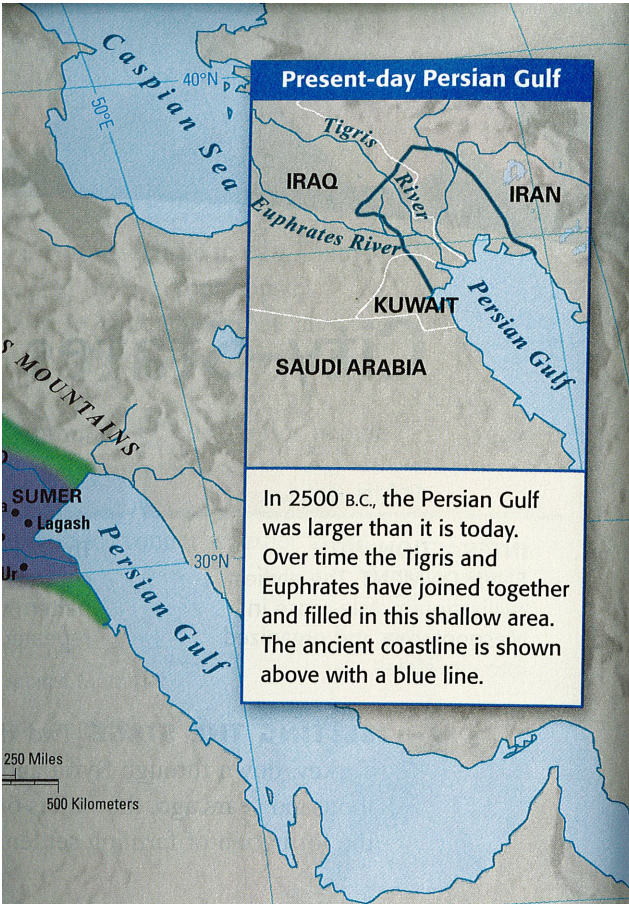 Caspian Sea
40°N
50°E
Present-day Persian Gulf
Tigris River
IRAQ
IRAN
Euphrates River
KUWAIT
Persian Gulf
SAUDI ARABIA
S MOUNTAINS
SUMER
Lagash
Ur
Persian Gulf
30°N
In 2500 B.C., the Persian Gulf
was larger than it is today.
Over time the Tigris and
Euphrates have joined together
and filled in this shallow area.
The ancient coastline is shown
above with a blue line.
250 Miles
500 Kilometers